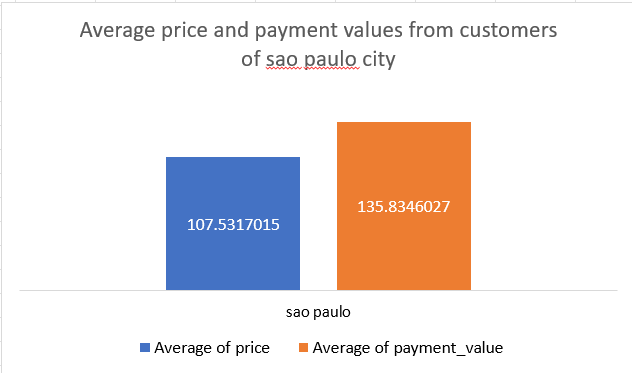 Average price and payment values from customers
of sao paulo city
107.5317015
135.8346027
sao paulo
Average of price
Average of payment_value